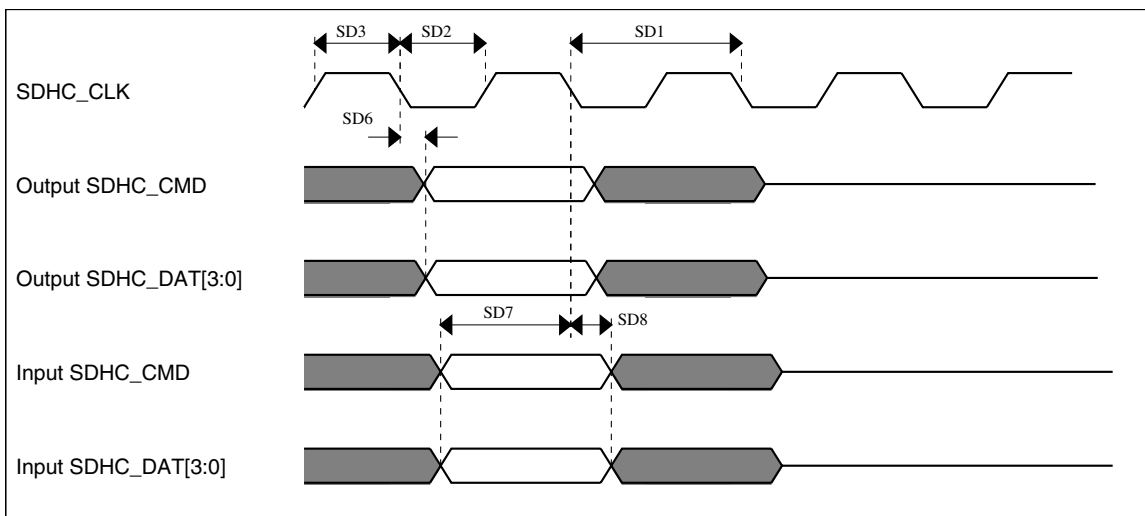 SD3
SD2
SD1
SDHC_CLK
SD6
Output SDHC_CMD
Output SDHC_DAT[3:0]
SD7
SD8
Input SDHC_CMD
Input SDHC_DAT[3:0]